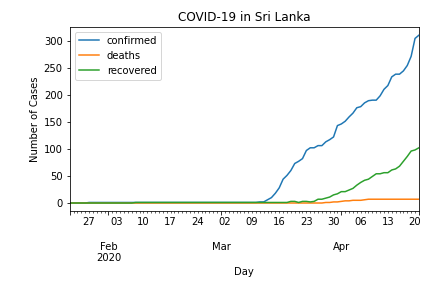 COVID-19 in Sri Lanka
confirmed
deaths
recovered
Number of Cases
300
250
200
150
100
50
0
27 03 10 17 24 02 09 16 23 30 06 13 20
Feb Mar Apr
2020
Day